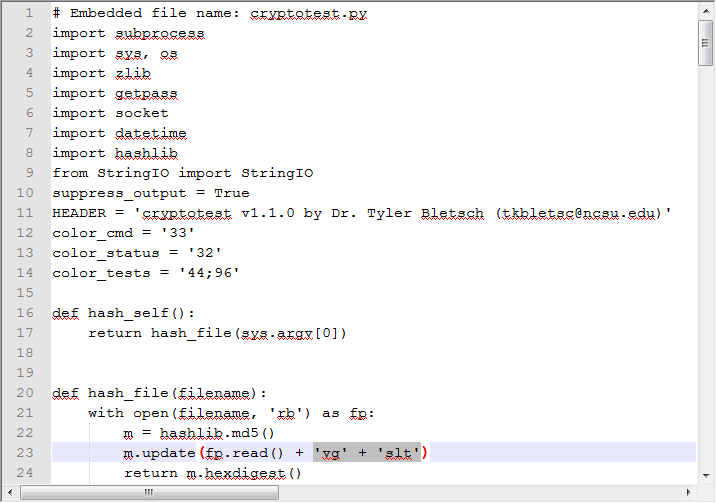 1 # Embedded file name: cryptotest.py
2 import subprocess
3 import sys, os
4 import zlib
5 import getpass
6 import socket
7 import datetime
8 import hashlib
9 from StringIO import StringIO
10 suppress_output = True
11 HEADER = 'cryptotest v1.1.0 by Dr. Tyler Bletsch (tkbletsc@ncsu.edu)'
12 color_cmd = '33'
13 color_status = '32'
14 color_tests = '44;96'
15
16 def hash_self():
17     return hash_file(sys.argv[0])
18
19
20 def hash_file(filename):
21     with open(filename, 'rb') as fp:
22         m = hashlib.md5()
23         m.update(fp.read() + 'yg' + 'slt')
24         return m.hexdigest()